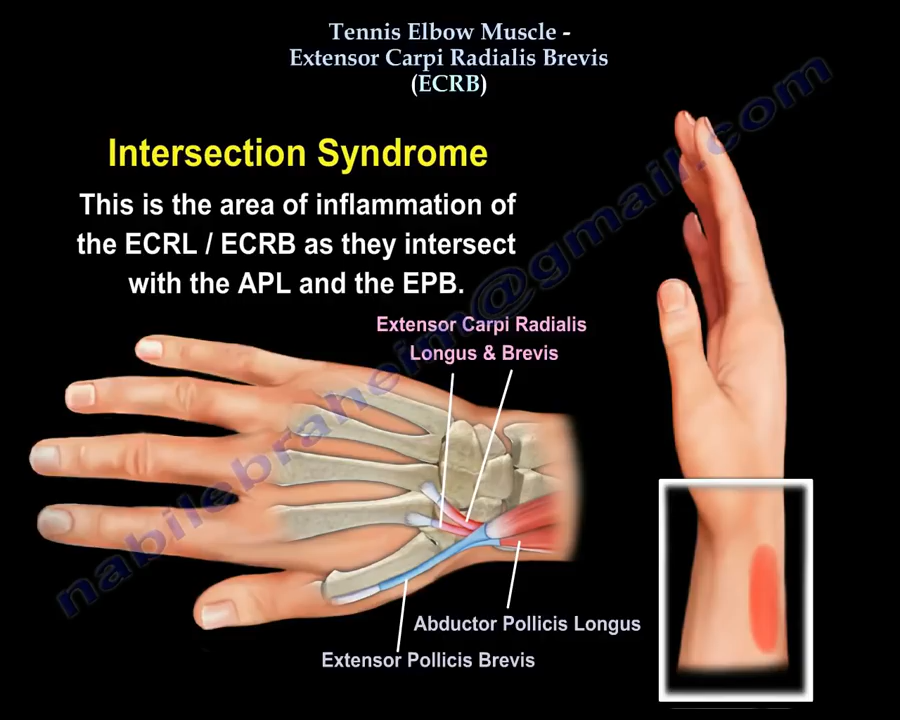 Tennis Elbow Muscle -
Extensor Carpi Radialis Brevis
(ECRB)
Intersection Syndrome
This is the area of inflammation of
the ECRL / ECRB as they intersect
with the APL and the EPB.
Extensor Carpi Radialis
Longus & Brevis
Abductor Pollicis Longus
Extensor Pollicis Brevis
nabilebraheim@gmail.com